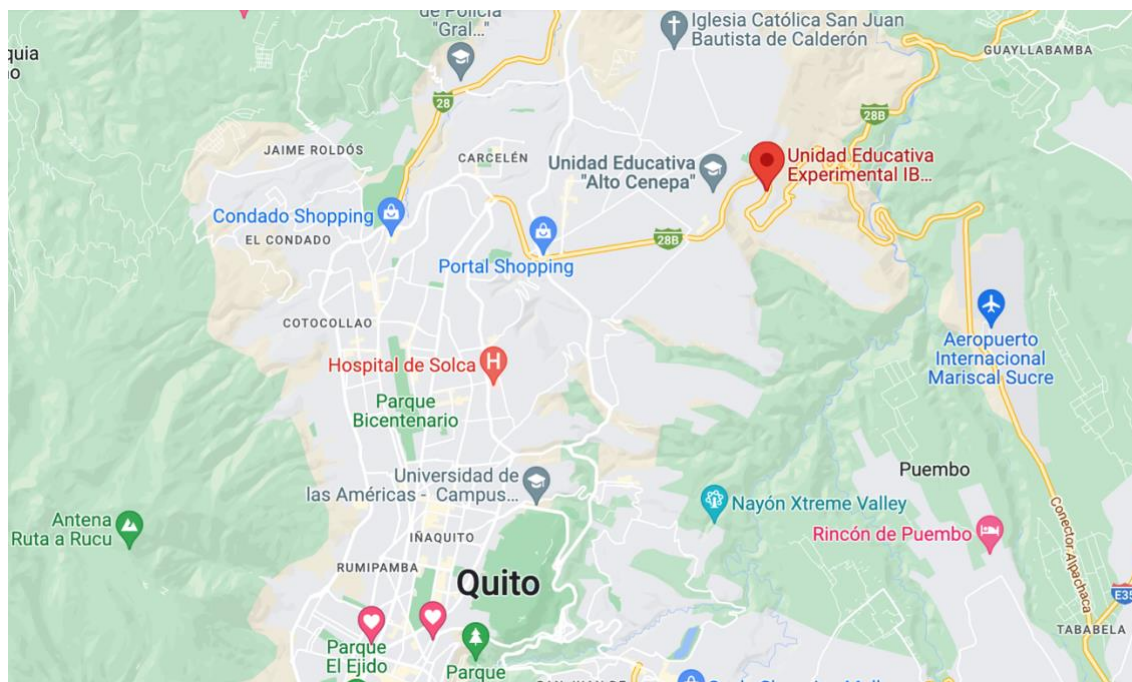 de Policía
"Gral..."
Iglesia Católica San Juan
Bautista de Calderón
GUAYLLABAMBA
quia
28
28B
JAIME ROLDÓS
CARCELÉN
Unidad Educativa
"Alto Cenepa"
Unidad Educativa
Experimental IB...
Condado Shopping
EL CONDADO
28B
Portal Shopping
COTOCOLLAO
Aeropuerto
Internacional
Mariscal Sucre
Hospital de Solca
H
Parque
Bicentenario
Universidad de
las Américas - Campus...
Puembo
Nayón Xtreme Valley
Antena
Ruta a Rucu
IÑAQUITO
Rincón de Puembo
Conector Alpachaca
RUMIPAMBA
Quito
E35
TABABELA
Parque
El Ejido
Parque